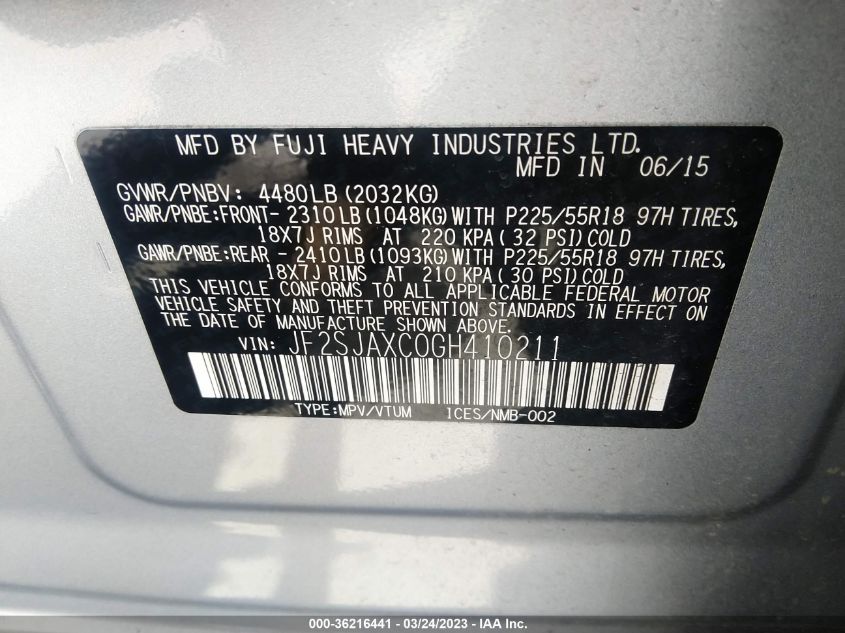 MFD BY FUJI HEAVY INDUSTRIES LTD.
MFD IN 06/15
GVWR/PNBV: 4480LB (2032KG)
GAWR/PNBE:FRONT- 2310LB (1048KG) WITH P225/55R18 97H TIRES,
18X7J RIMS AT 220 KPA ( 32 PSI) COLD
GAWR/PNBE:REAR - 2410LB (1093KG) WITH P225/55R18 97H TIRES,
18X7J RIMS AT 210 KPA ( 30 PSI) COLD
THIS VEHICLE CONFORMS TO ALL APPLICABLE FEDERAL MOTOR
VEHICLE SAFETY AND THEFT PREVENTION STANDARDS IN EFFECT ON
THE DATE OF MANUFACTURE SHOWN ABOVE.
VIN: JF2SJAXC0GH410211
TYPE:MPV/VTUM ICES/NMB-002
000-36216441 - 03/24/2023 - © IAA Inc.